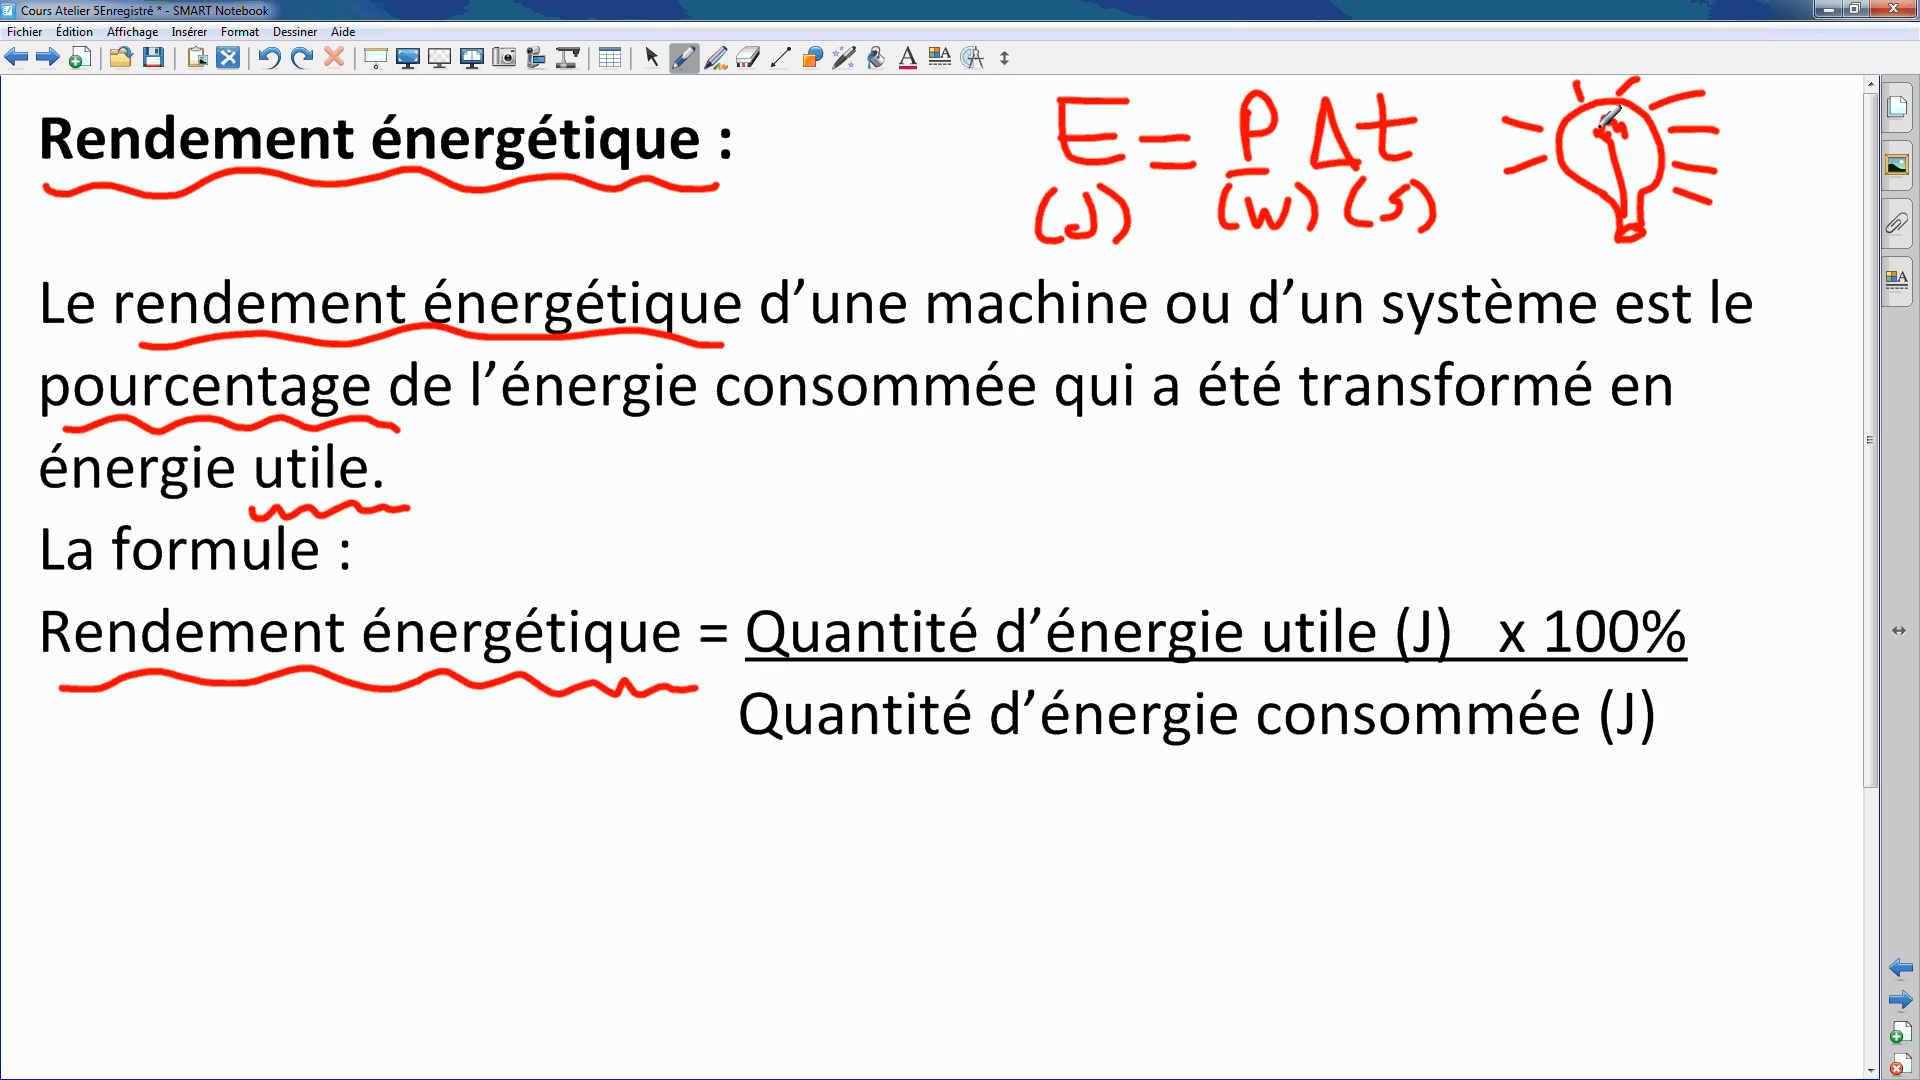 Cours Atelier 5Enregistré * - SMART Notebook
Fichier Édition Affichage Insérer Format Dessiner Aide
Rendement énergétique :
E = P Δt
(J) (W) (s)
Le rendement énergétique d’une machine ou d’un système est le
pourcentage de l’énergie consommée qui a été transformé en
énergie utile.
La formule :
Rendement énergétique = Quantité d’énergie utile (J) x 100%
Quantité d’énergie consommée (J)